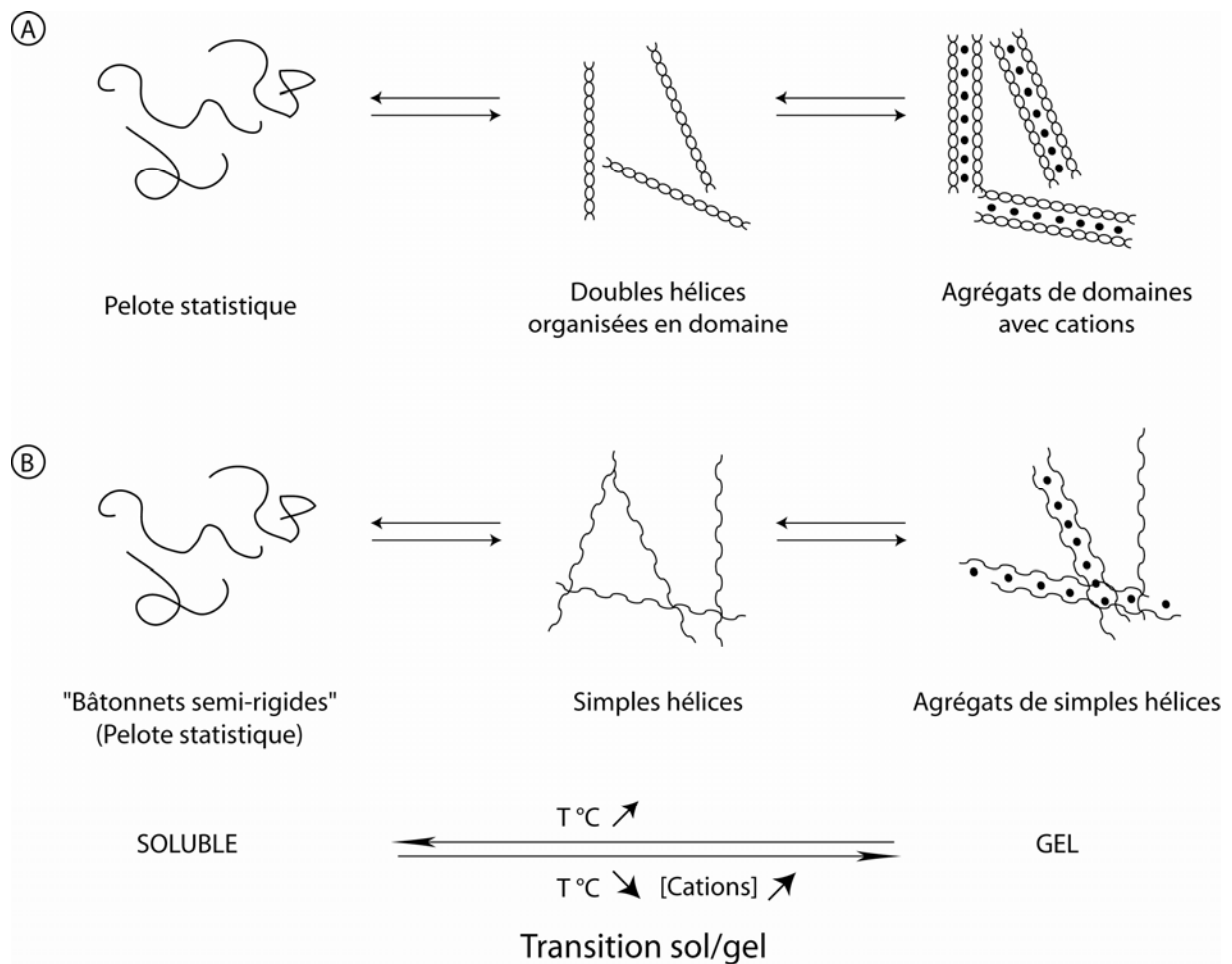 A
Pelote statistique
Doubles hélices
organisées en domaine
Agrégats de domaines
avec cations
B
"Bâtonnets semi-rigides"
(Pelote statistique)
Simples hélices
Agrégats de simples hélices
T °C
SOLUBLE
GEL
T °C [Cations]
Transition sol/gel